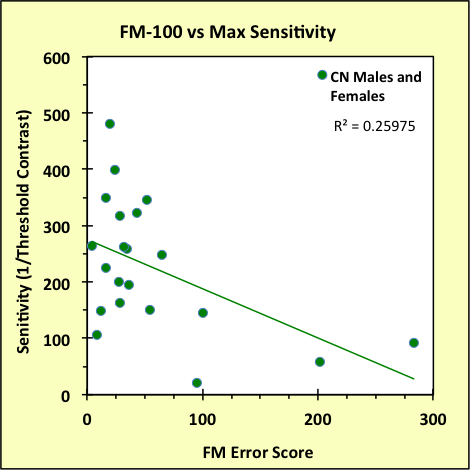 FM-100 vs Max Sensitivity
600
500
400
300
200
100
0
Senitivity (1/Threshold Contrast)
CN Males and
Females
R² = 0.25975
0 100 200 300
FM Error Score